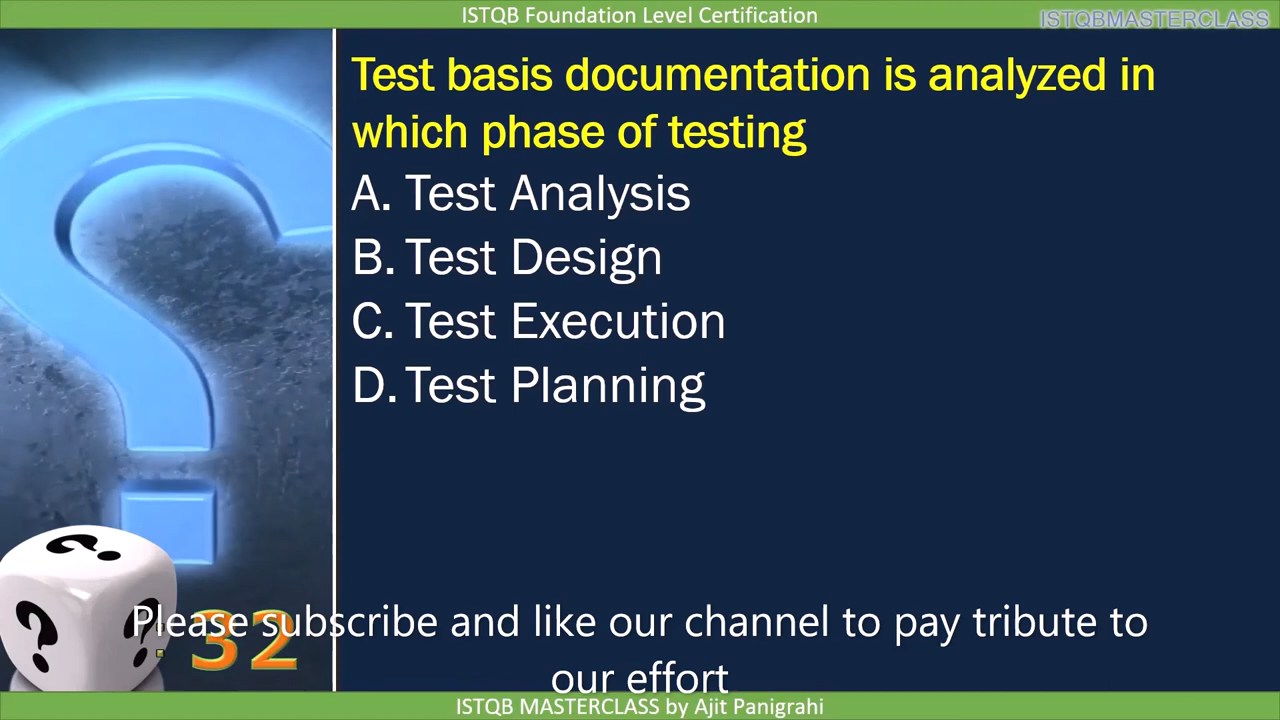 ISTQB Foundation Level Certification
ISTQBMASTERCLASS
Test basis documentation is analyzed in
which phase of testing
A. Test Analysis
B. Test Design
C. Test Execution
D. Test Planning
: 32
Please subscribe and like our channel to pay tribute to
our effort
ISTQB MASTERCLASS by Ajit Panigrahi